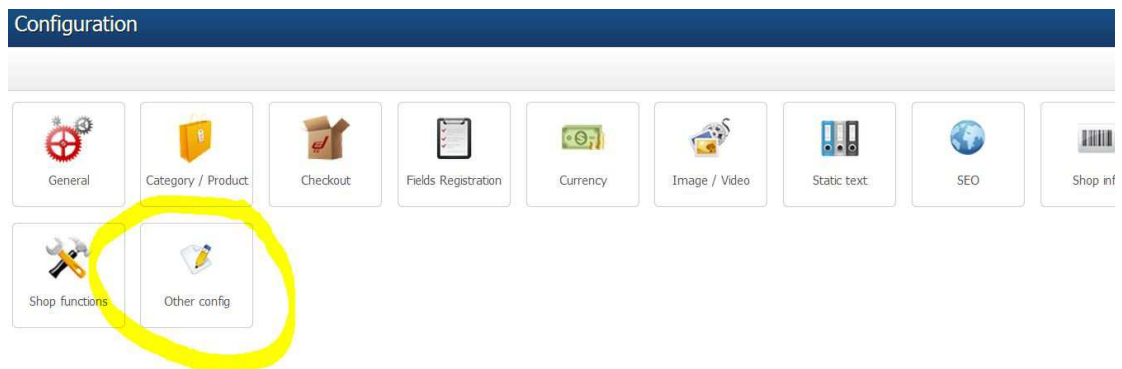 Configuration
General
Category / Product
Checkout
Fields Registration
Currency
Image / Video
Static text
SEO
Shop inf
Shop functions
Other config